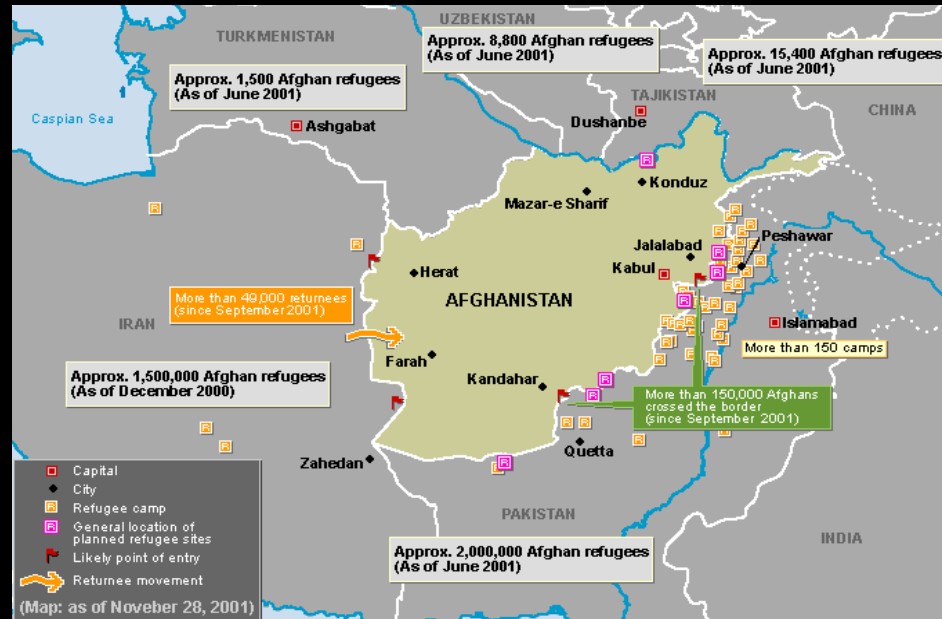 UZBEKISTAN
TURKMENISTAN
Approx. 8,800 Afghan refugees
(As of June 2001)
Approx. 15,400 Afghan refugees
(As of June 2001)
Approx. 1,500 Afghan refugees
(As of June 2001)
TAJIKISTAN
CHINA
Caspian Sea
Ashgabat
Dushanbe
Konduz
Mazar-e Sharif
Jalalabad
Peshawar
Kabul
Herat
AFGHANISTAN
More than 49,000 returnees
(since September 2001)
IRAN
Islamabad
More than 150 camps
Farah
Approx. 1,500,000 Afghan refugees
(As of December 2000)
Kandahar
More than 150,000 Afghans
crossed the border
(since September 2001)
Quetta
Zahedan
R Capital
City
R Refugee camp
R General location of
planned refugee sites
Likely point of entry
Returnee movement
(Map: as of Noveber 28, 2001)
PAKISTAN
INDIA
Approx. 2,000,000 Afghan refugees
(As of June 2001)